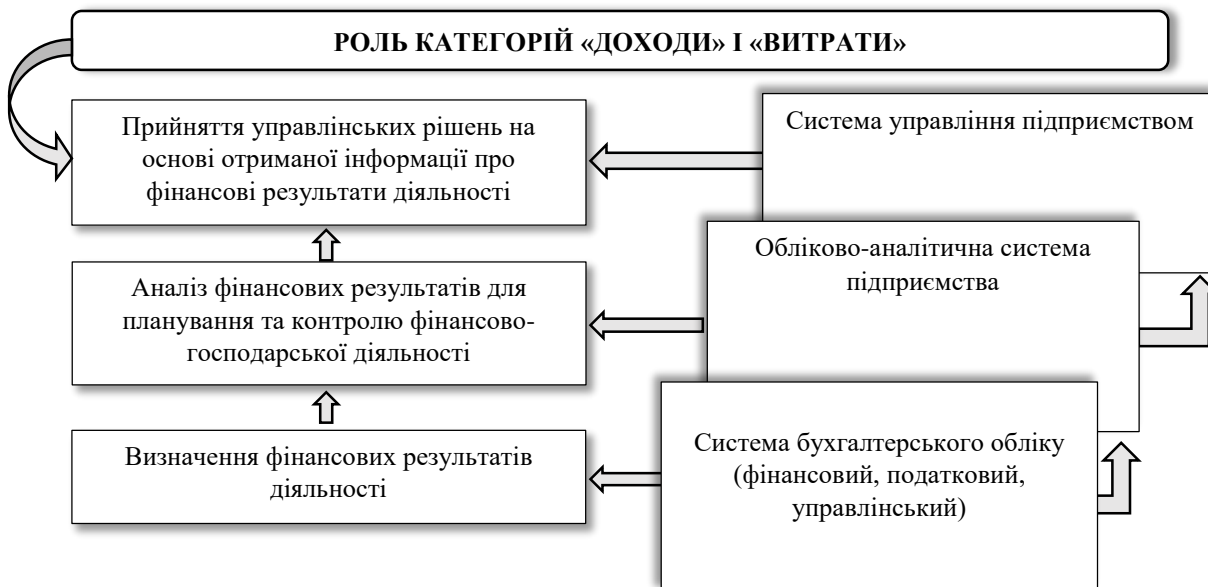 РОЛЬ КАТЕГОРІЙ «ДОХОДИ» І «ВИТРАТИ»
Прийняття управлінських рішень на
основі отриманої інформації про
фінансові результати діяльності
Система управління підприємством
Аналіз фінансових результатів для
планування та контролю фінансово-
господарської діяльності
Обліково-аналітична система
підприємства
Визначення фінансових результатів
діяльності
Система бухгалтерського обліку
(фінансовий, податковий,
управлінський)